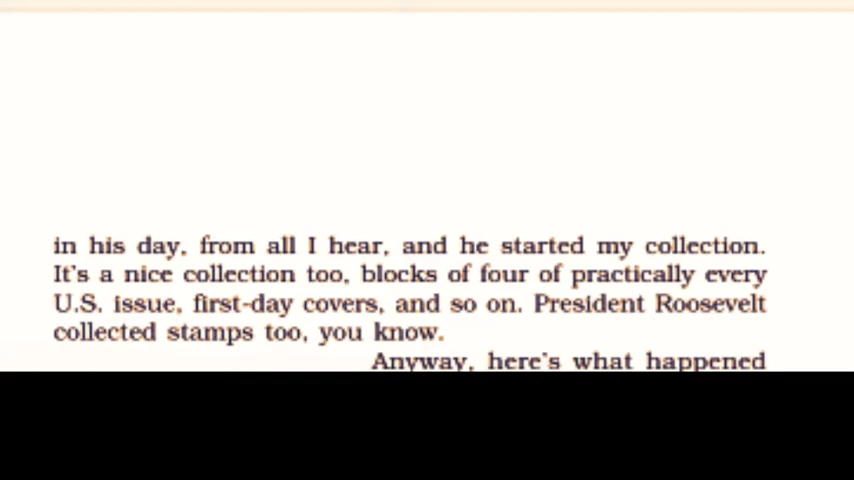 in his day, from all I hear, and he started my collection.
It's a nice collection too, blocks of four of practically every
U.S. issue, first-day covers, and so on. President Roosevelt
collected stamps too, you know.
Anyway, here's what happened